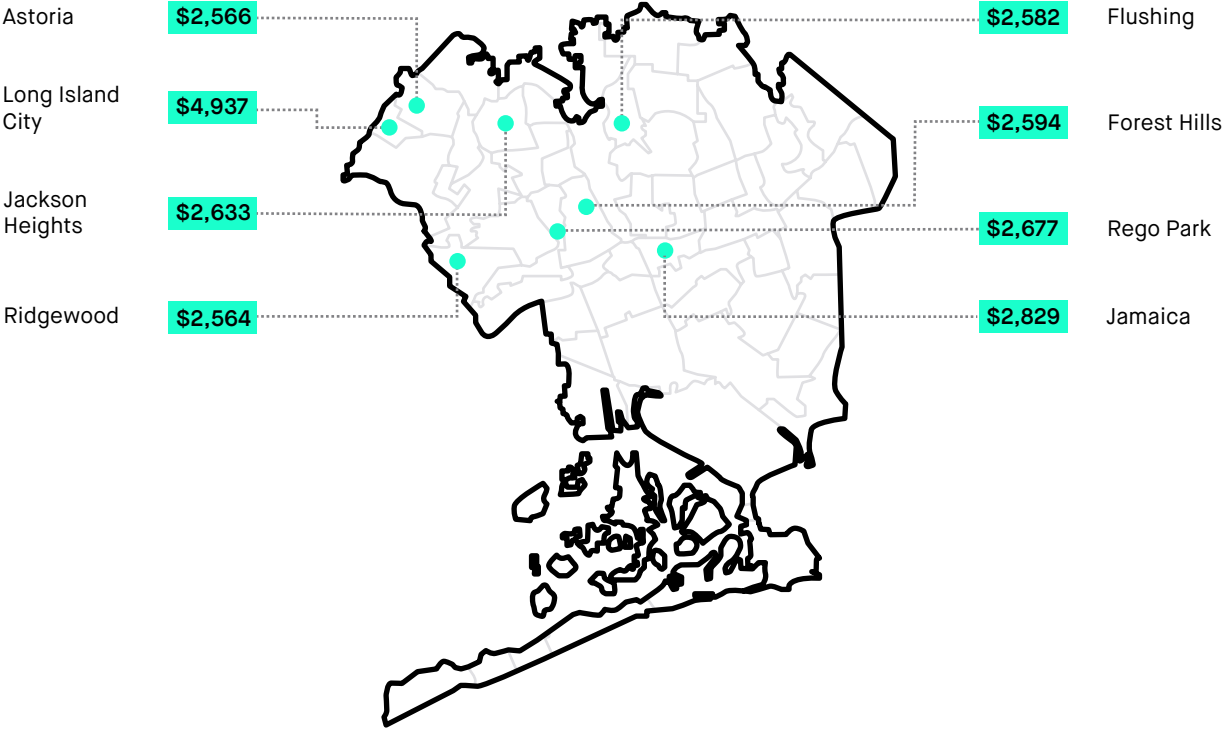 Astoria
$2,566
Long Island
City
$4,937
Jackson
Heights
$2,633
Ridgewood
$2,564
$2,582
Flushing
$2,594
Forest Hills
$2,677
Rego Park
$2,829
Jamaica